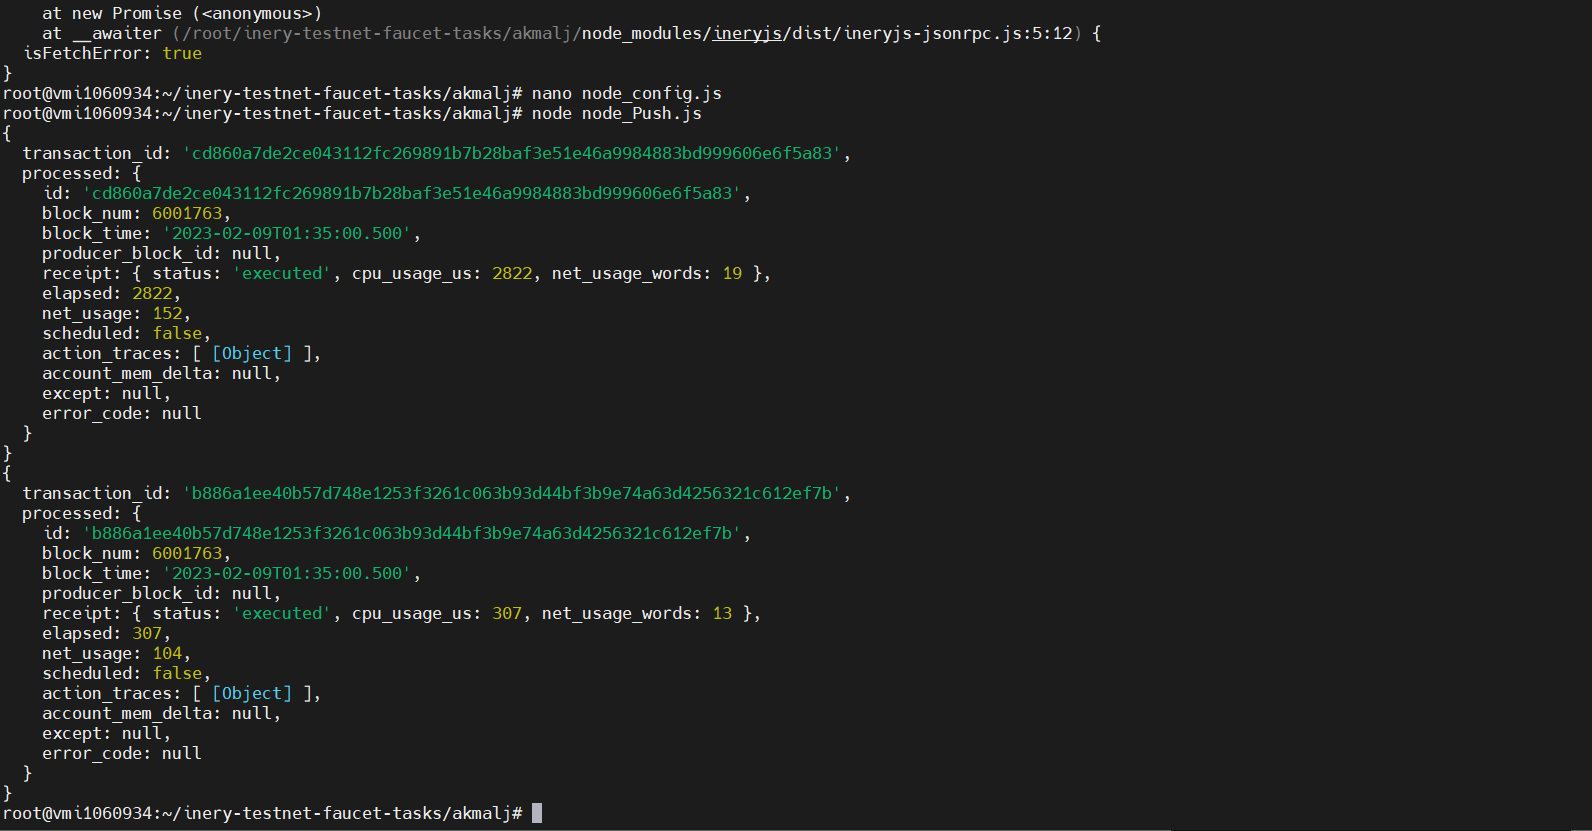 at new Promise (<anonymous>)
at __awaiter (/root/inery-testnet-faucet-tasks/akmalj/node_modules/ineryjs/dist/ineryjs-jsonrpc.js:5:12) {
isFetchError: true
}
root@vmi1060934:~/inery-testnet-faucet-tasks/akmalj# nano node_config.js
root@vmi1060934:~/inery-testnet-faucet-tasks/akmalj# node node_Push.js
{
transaction_id: 'cd860a7de2ce043112fc269891b7b28baf3e51e46a9984883bd999606e6f5a83',
processed: {
id: 'cd860a7de2ce043112fc269891b7b28baf3e51e46a9984883bd999606e6f5a83',
block_num: 6001763,
block_time: '2023-02-09T01:35:00.500',
producer_block_id: null,
receipt: { status: 'executed', cpu_usage_us: 2822, net_usage_words: 19 },
elapsed: 2822,
net_usage: 152,
scheduled: false,
action_traces: [ [Object] ],
account_mem_delta: null,
except: null,
error_code: null
}
}
{
transaction_id: 'b886a1ee40b57d748e1253f3261c063b93d44bf3b9e74a63d4256321c612ef7b',
processed: {
id: 'b886a1ee40b57d748e1253f3261c063b93d44bf3b9e74a63d4256321c612ef7b',
block_num: 6001763,
block_time: '2023-02-09T01:35:00.500',
producer_block_id: null,
receipt: { status: 'executed', cpu_usage_us: 307, net_usage_words: 13 },
elapsed: 307,
net_usage: 104,
scheduled: false,
action_traces: [ [Object] ],
account_mem_delta: null,
except: null,
error_code: null
}
}
root@vmi1060934:~/inery-testnet-faucet-tasks/akmalj#